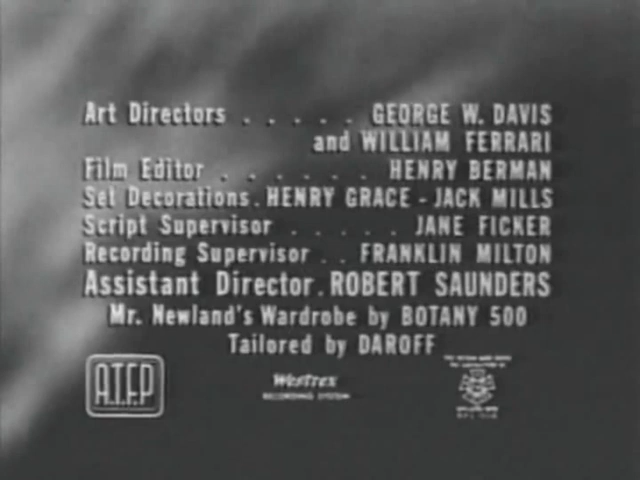 Art Directors . . . . . GEORGE W. DAVIS
and WILLIAM FERRARI
Film Editor . . . . . . HENRY BERMAN
Set Decorations . HENRY GRACE - JACK MILLS
Script Supervisor . . . . . JANE FICKER
Recording Supervisor . . FRANKLIN MILTON
Assistant Director . ROBERT SAUNDERS
Mr. Newland's Wardrobe by BOTANY 500
Tailored by DAROFF
A.T.F.P
Westrex
RECORDING SYSTEM